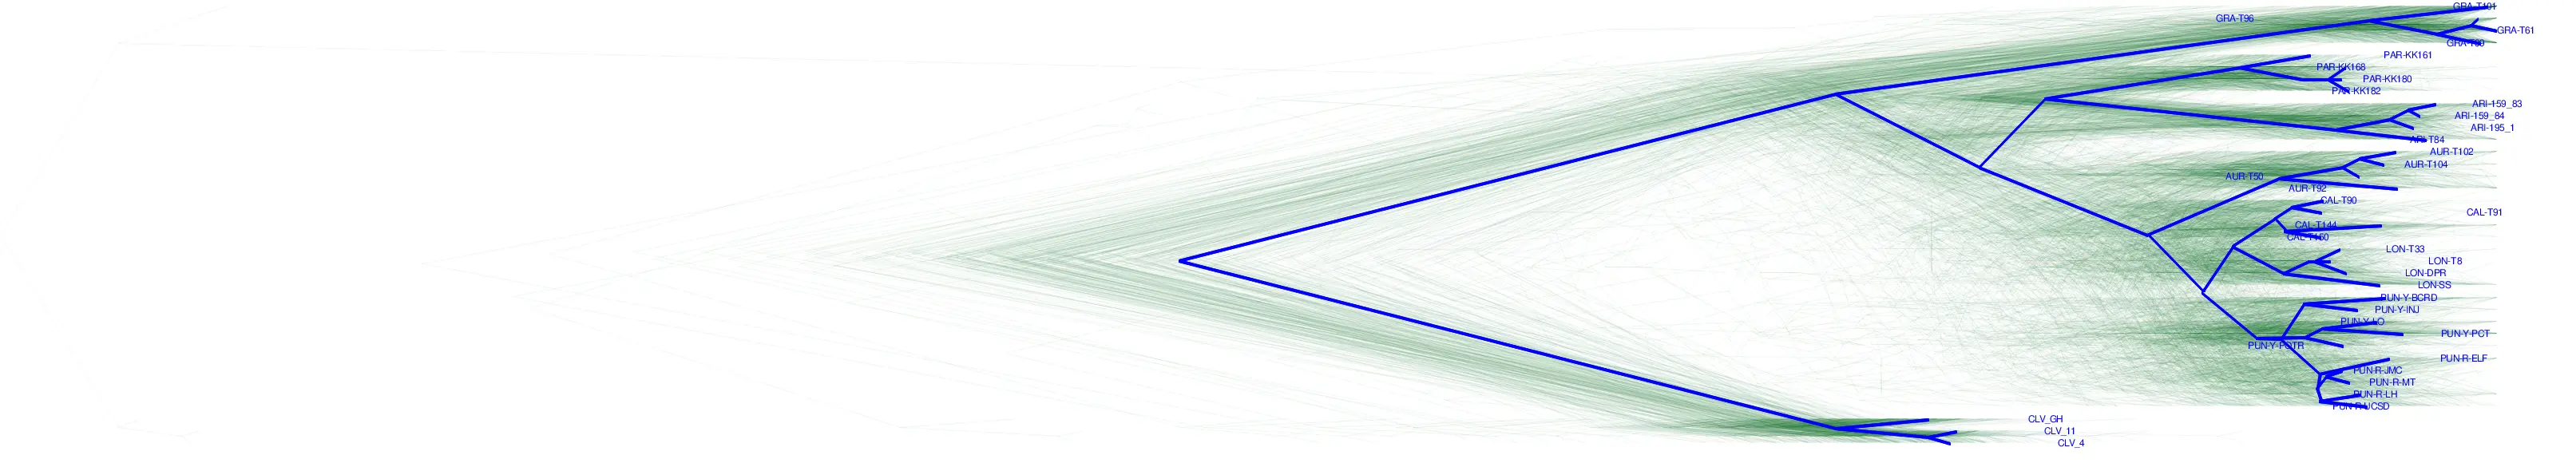 GRA-T101
GRA-T96
GRA-T61
GRA-T69
PAR-KK161
PAR-KK168
PAR-KK180
PAR-KK182
ARI-159_83
ARI-159_84
ARI-195_1
ARI-T84
AUR-T102
AUR-T104
AUR-T50
AUR-T92
CAL-T90
CAL-T91
CAL-T144
CAL-T150
LON-T33
LON-T8
LON-DPR
LON-SS
PUN-Y-BCRD
PUN-Y-INJ
PUN-Y-LO
PUN-Y-PCT
PUN-Y-POTR
PUN-R-ELF
PUN-R-JMC
PUN-R-MT
PUN-R-LH
PUN-R-UCSD
CLV_GH
CLV_11
CLV_4